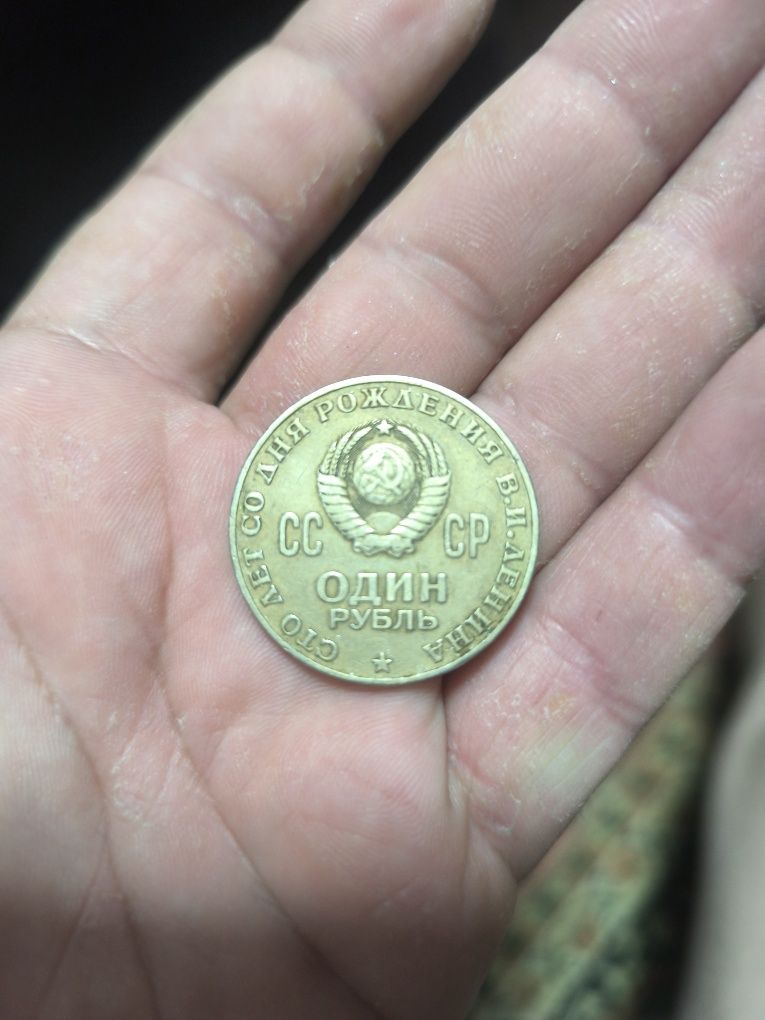 СТО ЛЕТ СО ДНЯ РОЖДЕНИЯ В.И.ЛЕНИНА
СС СР
ОДИН
РУБЛЬ